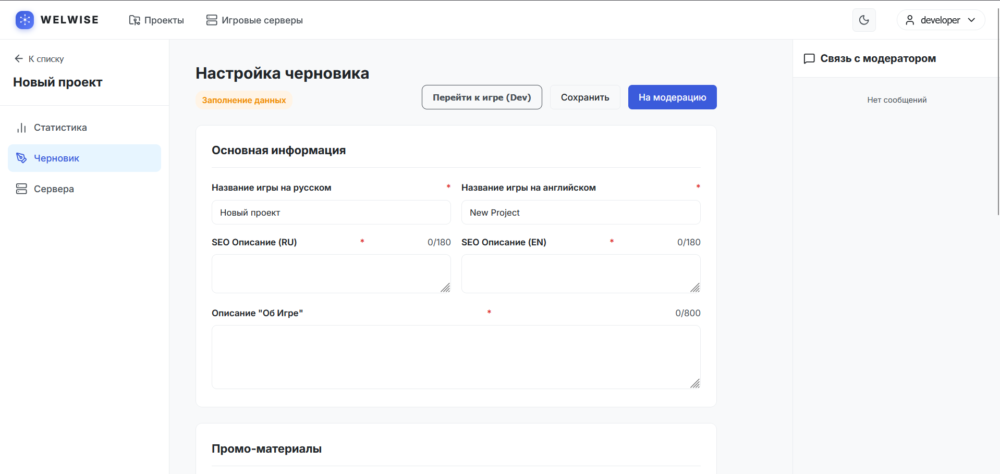 WELWISE
Проекты
Игровые серверы
developer
К списку
Новый проект
Статистика
Черновик
Сервера
Настройка черновика
Заполнение данных
Перейти к игре (Dev)
Сохранить
На модерацию
Основная информация
Название игры на русском *
Название игры на английском *
Новый проект
New Project
SEO Описание (RU) * 0/180
SEO Описание (EN) * 0/180
Описание "Об Игре" * 0/800
Промо-материалы
Связь с модератором
Нет сообщений